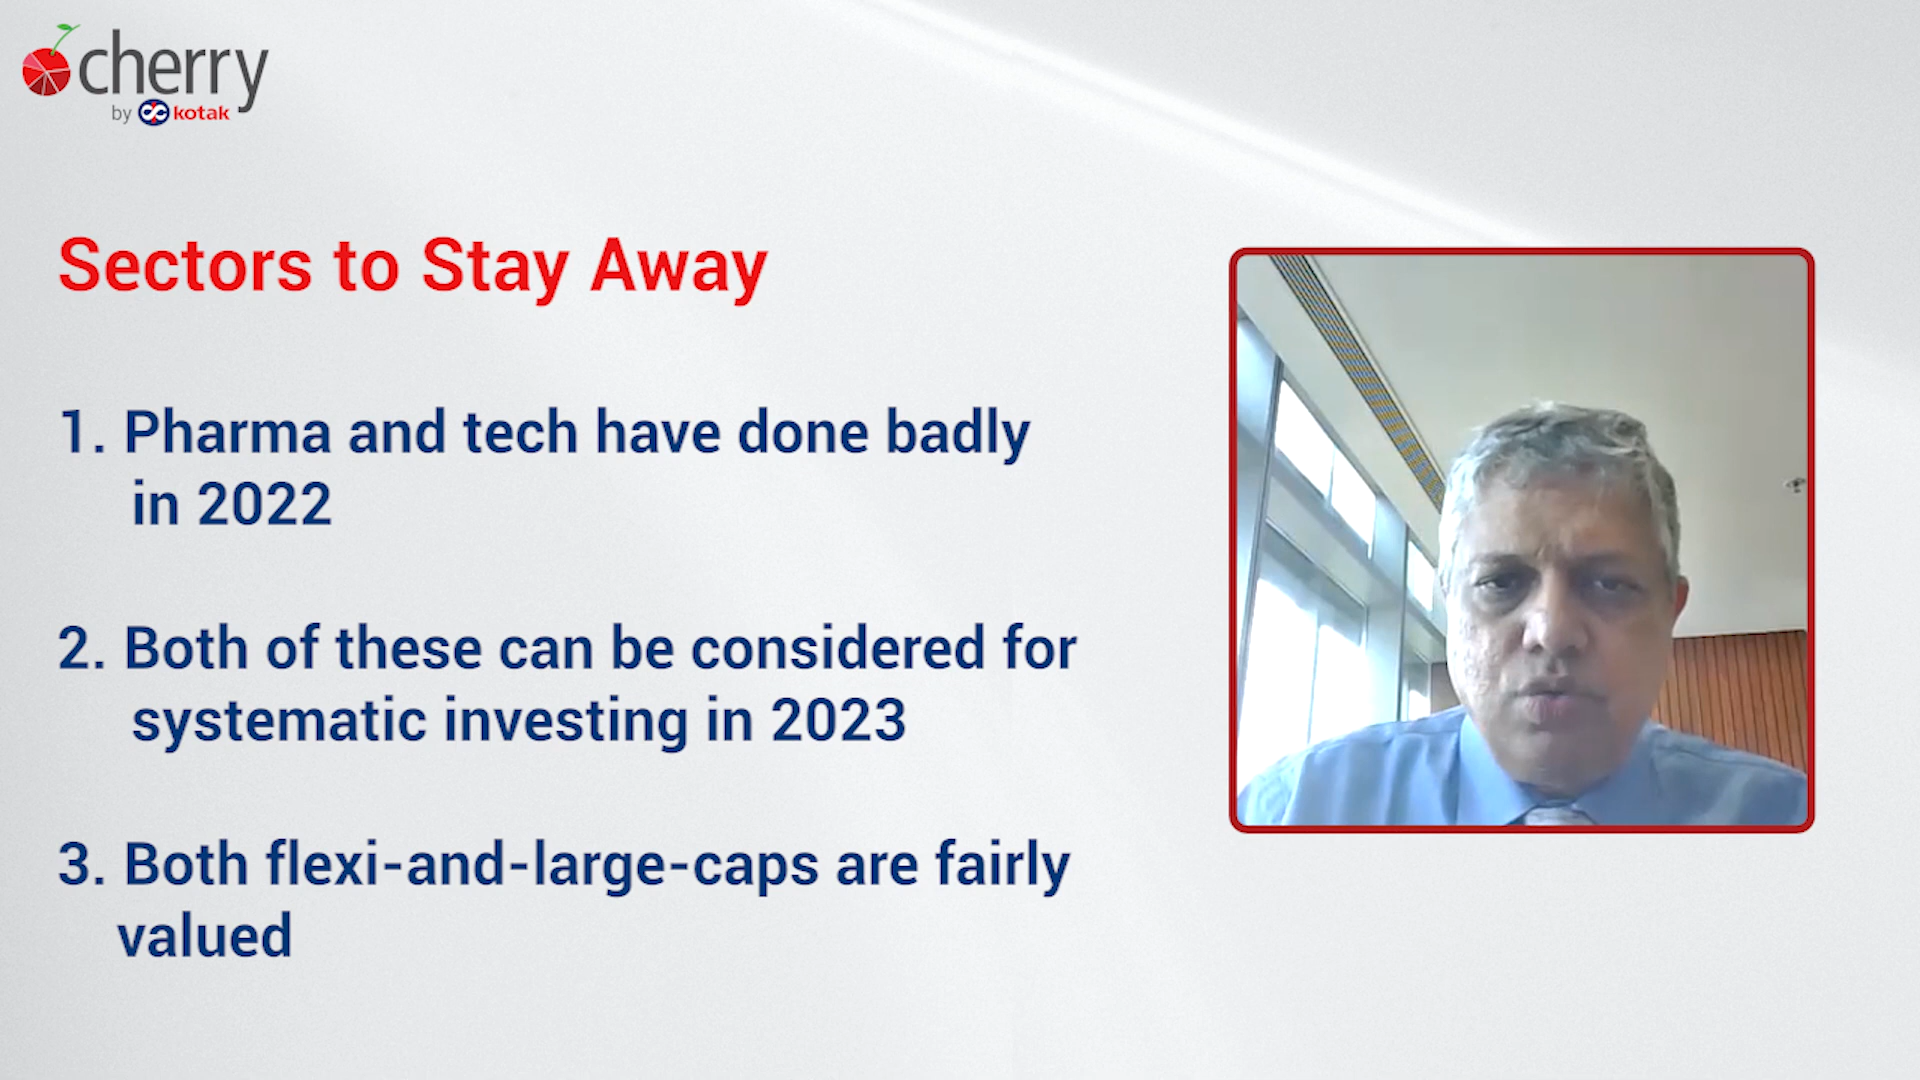 cherry
by kotak
Sectors to Stay Away
1. Pharma and tech have done badly
in 2022
2. Both of these can be considered for
systematic investing in 2023
3. Both flexi-and-large-caps are fairly
valued